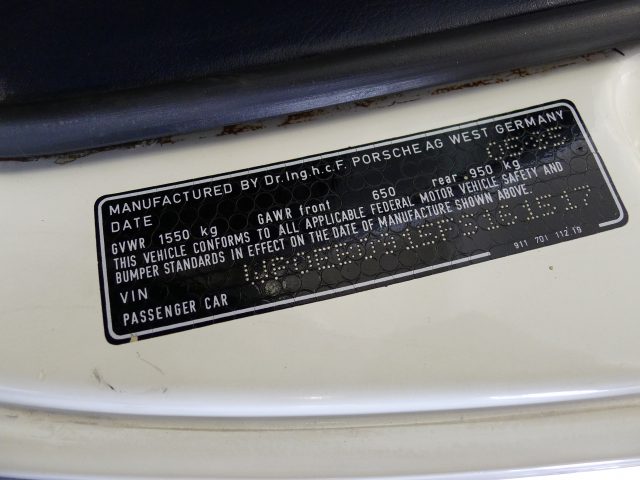 MANUFACTURED BY Dr.Ing.h.c.F. PORSCHE AG WEST GERMANY
DATE
GVWR 1550 kg GAWR front 650 rear 950 kg
THIS VEHICLE CONFORMS TO ALL APPLICABLE FEDERAL MOTOR VEHICLE SAFETY AND
BUMPER STANDARDS IN EFFECT ON THE DATE OF MANUFACTURE SHOWN ABOVE.
VIN
PASSENGER CAR 911 701 112 19